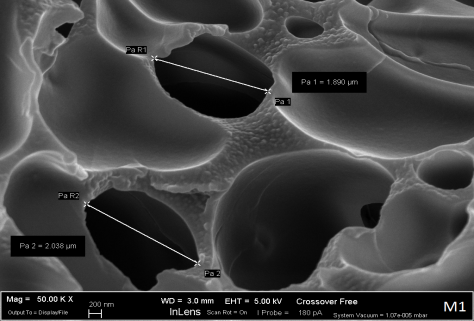 Pa R1
Pa 1 = 1.890 µm
Pa 1
Pa R2
Pa 2 = 2.038 µm
Pa 2
Mag = 50.00 K X
WD = 3.0 mm
EHT = 5.00 kV
Crossover Free
M1
Output To = Display/File
200 nm
InLens
Scan Rot = On
I Probe = 180 pA
System Vacuum = 1.07e-005 mbar